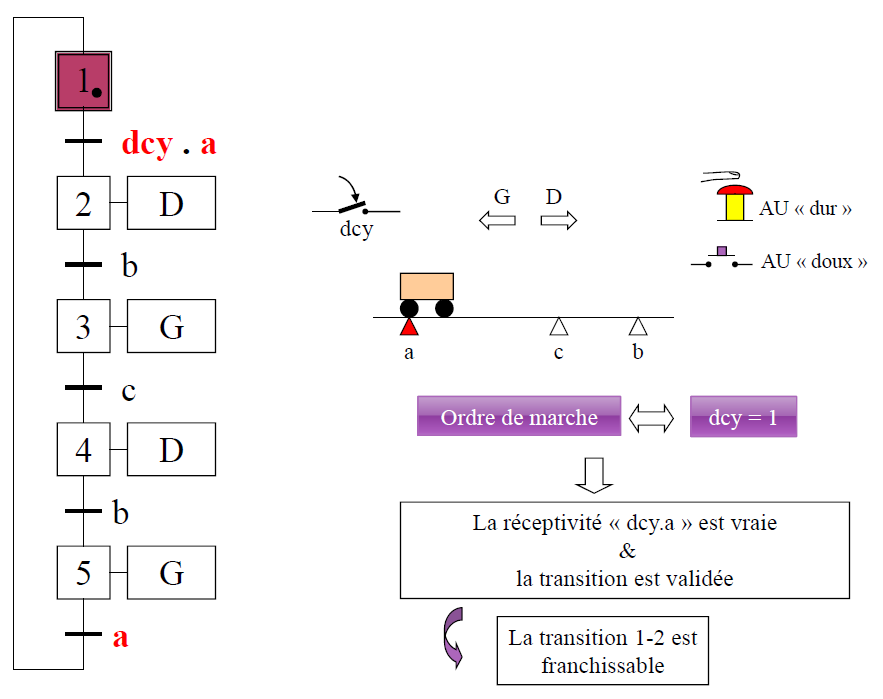 1
dcy . a
2
D
b
3
G
c
4
D
b
5
G
a
dcy
G D
AU « dur »
AU « doux »
a
c
b
Ordre de marche
dcy = 1
La réceptivité « dcy.a » est vraie
&
la transition est validée
La transition 1-2 est
franchissable